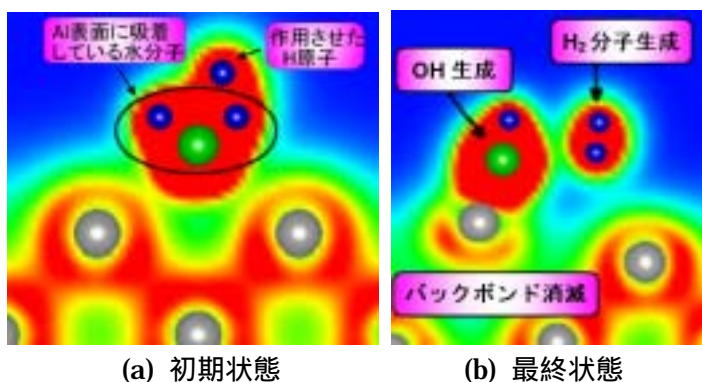 Al表面に吸着
している水分子
作用させた
H原子
(a) 初期状態
H₂分子生成
OH 生成
バックボンド消滅
(b) 最終状態